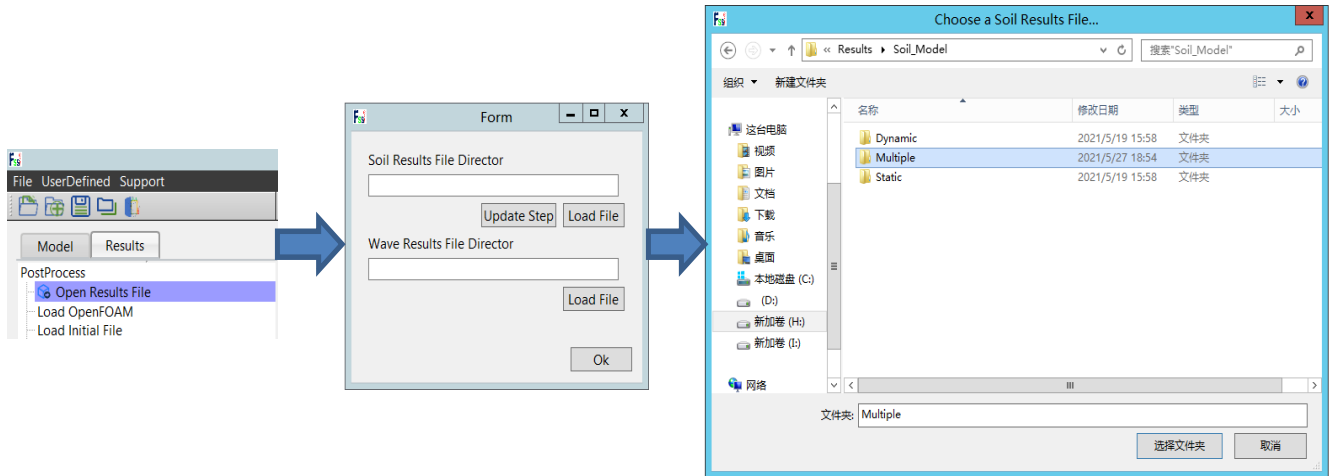 File UserDefined Support
Model
Results
PostProcess
Open Results File
Load OpenFOAM
Load Initial File
Form
Soil Results File Director
Update Step
Load File
Wave Results File Director
Load File
Ok
Choose a Soil Results File...
« Results ▸ Soil_Model
搜索"Soil_Model"
组织
新建文件夹
名称 修改日期 类型 大小
这台电脑
视频
图片
文档
下载
音乐
桌面
本地磁盘 (C:)
(D:)
新加卷 (H:)
新加卷 (I:)
网络
Dynamic 2021/5/19 15:58 文件夹
Multiple 2021/5/27 18:54 文件夹
Static 2021/5/19 15:58 文件夹
文件夹: Multiple
选择文件夹
取消